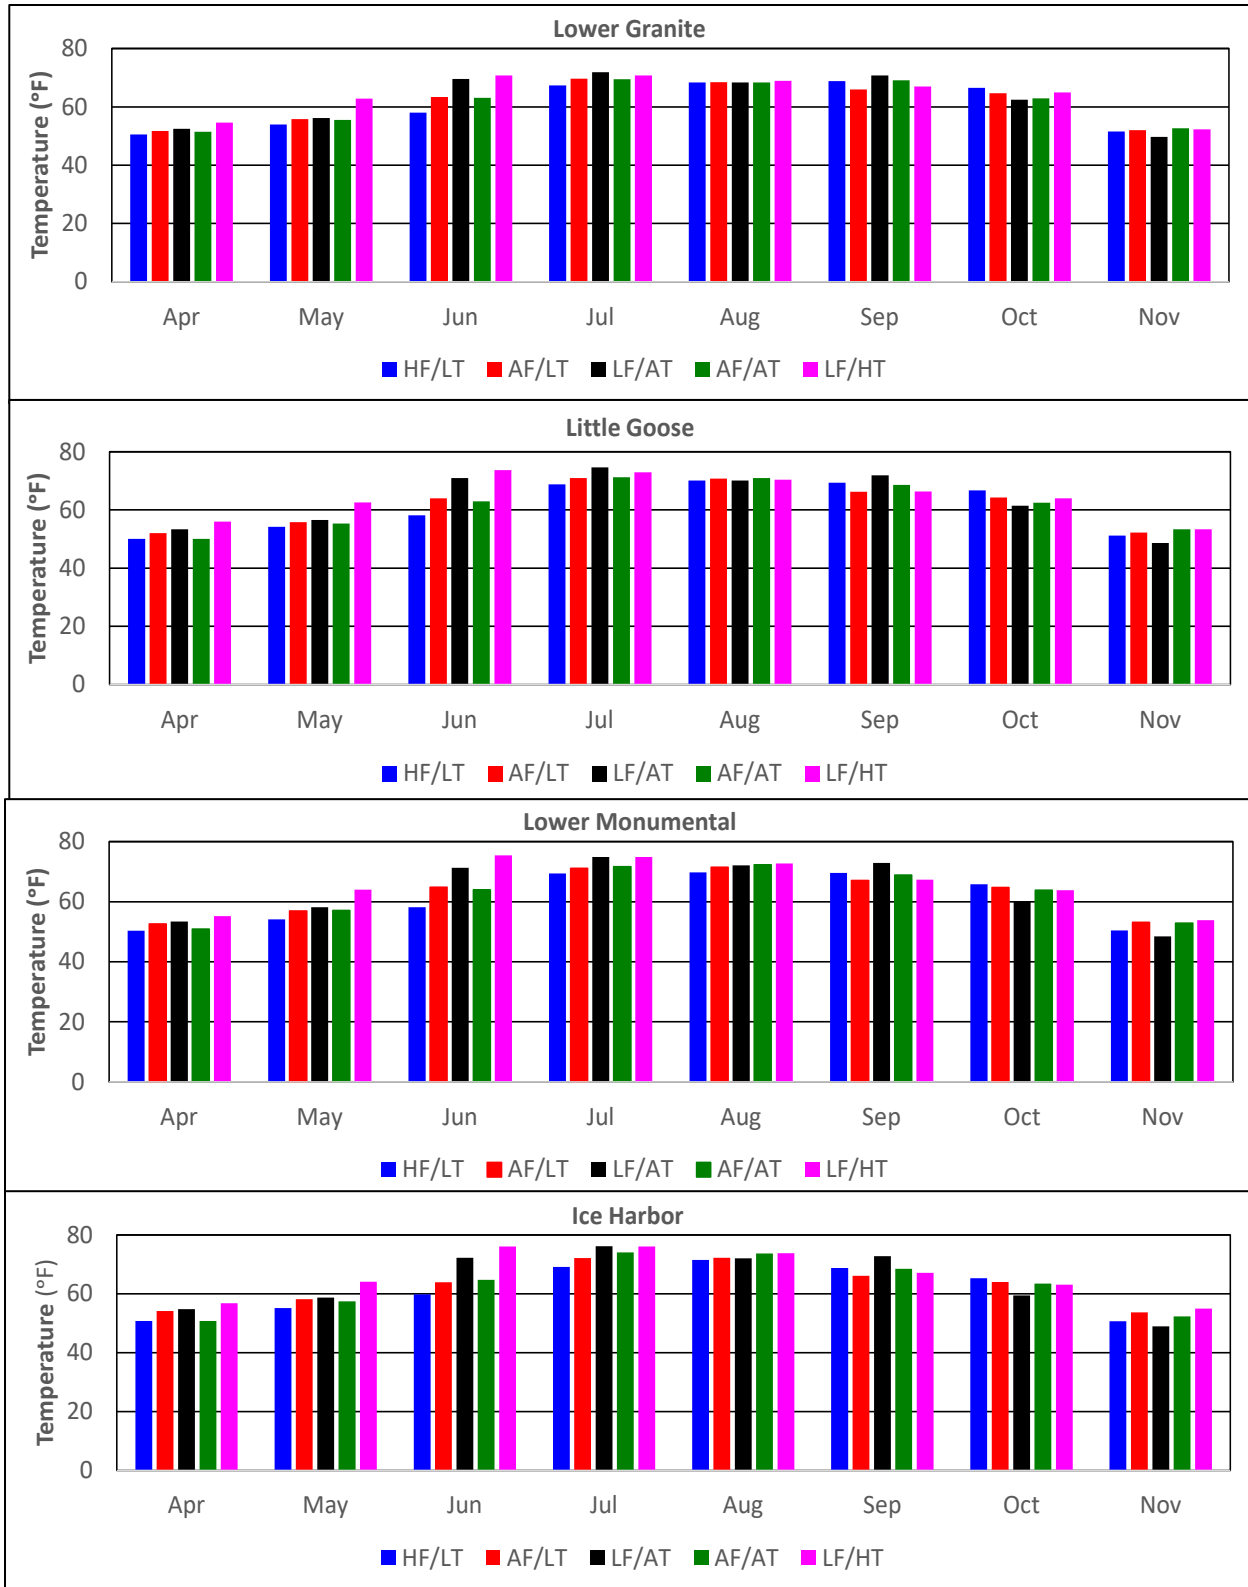 Lower Granite
Temperature (°F)
80
60
40
20
0
Apr May Jun Jul Aug Sep Oct Nov
HF/LT AF/LT LF/AT AF/AT LF/HT
Little Goose
Temperature (°F)
80
60
40
20
0
Apr May Jun Jul Aug Sep Oct Nov
HF/LT AF/LT LF/AT AF/AT LF/HT
Lower Monumental
Temperature (°F)
80
60
40
20
0
Apr May Jun Jul Aug Sep Oct Nov
HF/LT AF/LT LF/AT AF/AT LF/HT
Ice Harbor
Temperature (°F)
80
60
40
20
0
Apr May Jun Jul Aug Sep Oct Nov
HF/LT AF/LT LF/AT AF/AT LF/HT